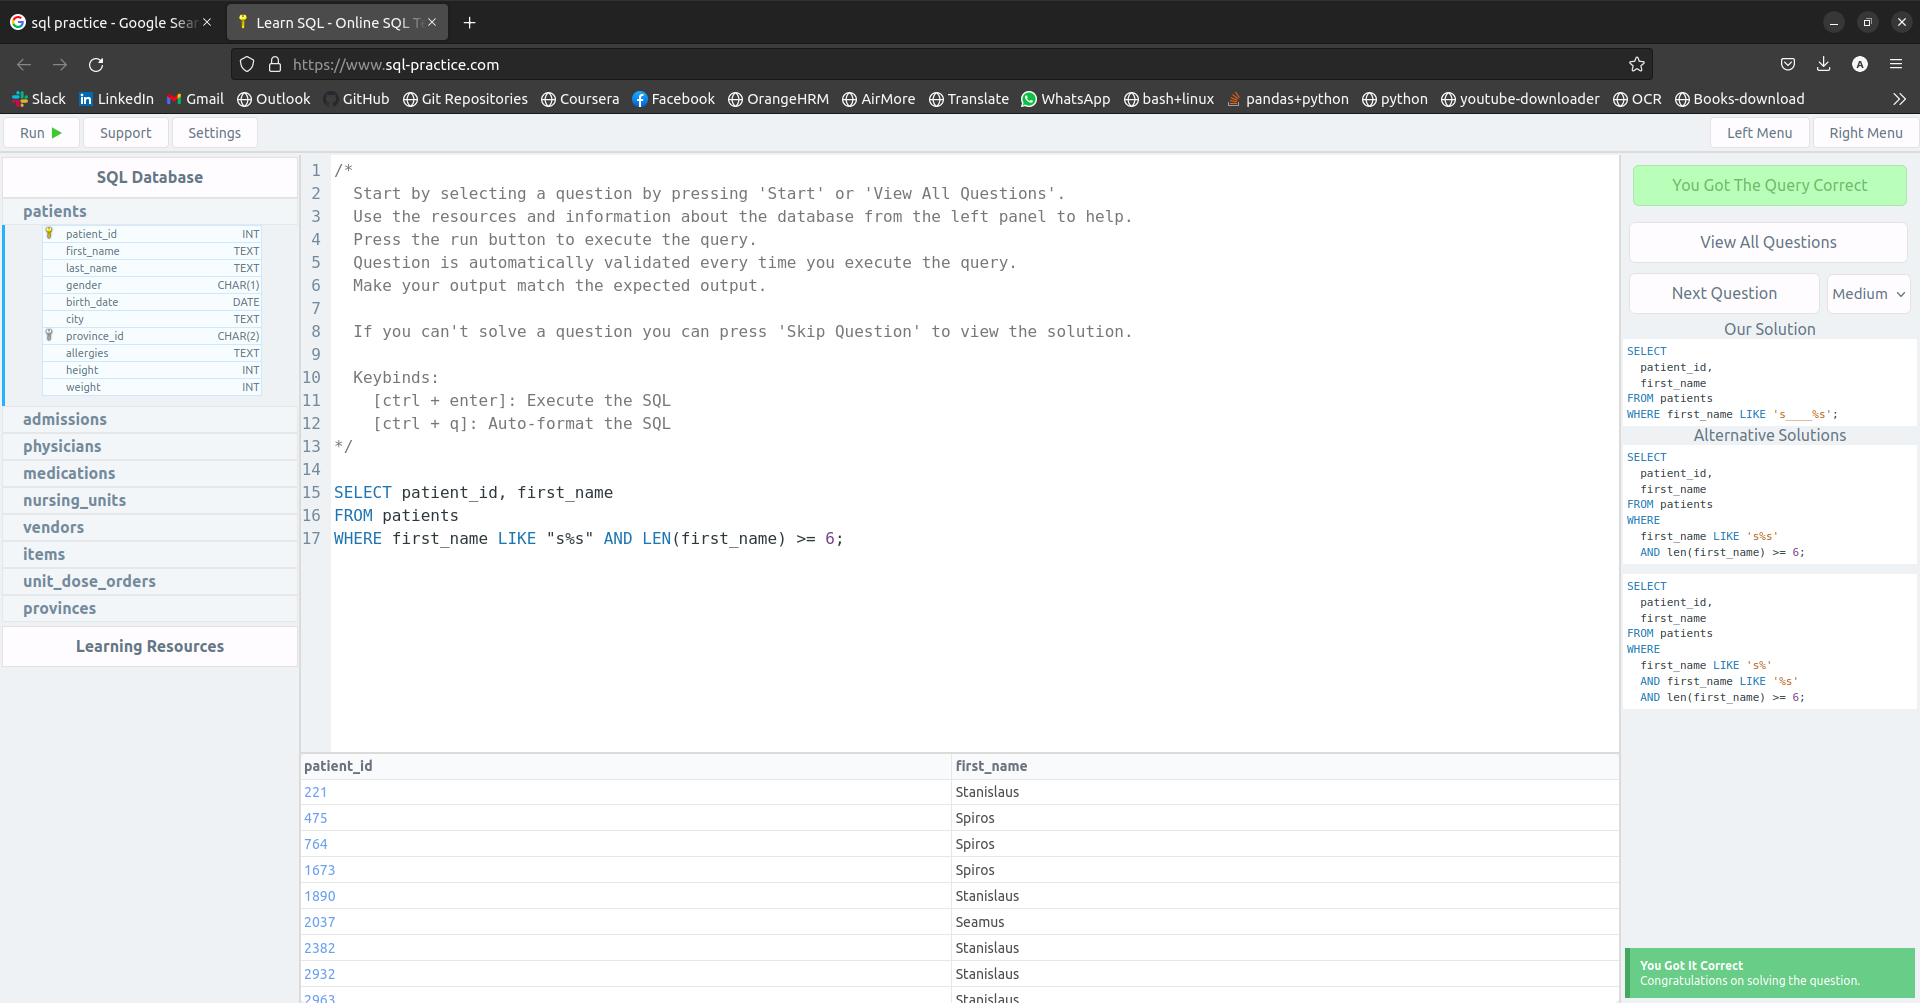 sql practice - Google Sear
Learn SQL - Online SQL Te
https://www.sql-practice.com
Slack LinkedIn Gmail Outlook GitHub Git Repositories Coursera Facebook OrangeHRM AirMore Translate WhatsApp bash+linux pandas+python python youtube-downloader OCR Books-download
Run Support Settings Left Menu Right Menu
SQL Database
patients
patient_id INT
first_name TEXT
last_name TEXT
gender CHAR(1)
birth_date DATE
city TEXT
province_id CHAR(2)
allergies TEXT
height INT
weight INT
admissions
physicians
medications
nursing_units
vendors
items
unit_dose_orders
provinces
Learning Resources
1 /*
2 Start by selecting a question by pressing 'Start' or 'View All Questions'.
3 Use the resources and information about the database from the left panel to help.
4 Press the run button to execute the query.
5 Question is automatically validated every time you execute the query.
6 Make your output match the expected output.
7
8 If you can't solve a question you can press 'Skip Question' to view the solution.
9
10 Keybinds:
11 [ctrl + enter]: Execute the SQL
12 [ctrl + q]: Auto-format the SQL
13 */
14
15 SELECT patient_id, first_name
16 FROM patients
17 WHERE first_name LIKE "s%s" AND LEN(first_name) >= 6;
patient_id first_name
221 Stanislaus
475 Spiros
764 Spiros
1673 Spiros
1890 Stanislaus
2037 Seamus
2382 Stanislaus
2932 Stanislaus
2963 Stanislaus
You Got The Query Correct
View All Questions
Next Question Medium
Our Solution
SELECT
patient_id,
first_name
FROM patients
WHERE first_name LIKE 's____%s';
Alternative Solutions
SELECT
patient_id,
first_name
FROM patients
WHERE
first_name LIKE 's%s'
AND len(first_name) >= 6;
SELECT
patient_id,
first_name
FROM patients
WHERE
first_name LIKE 's%'
AND first_name LIKE '%s'
AND len(first_name) >= 6;
You Got It Correct
Congratulations on solving the question.